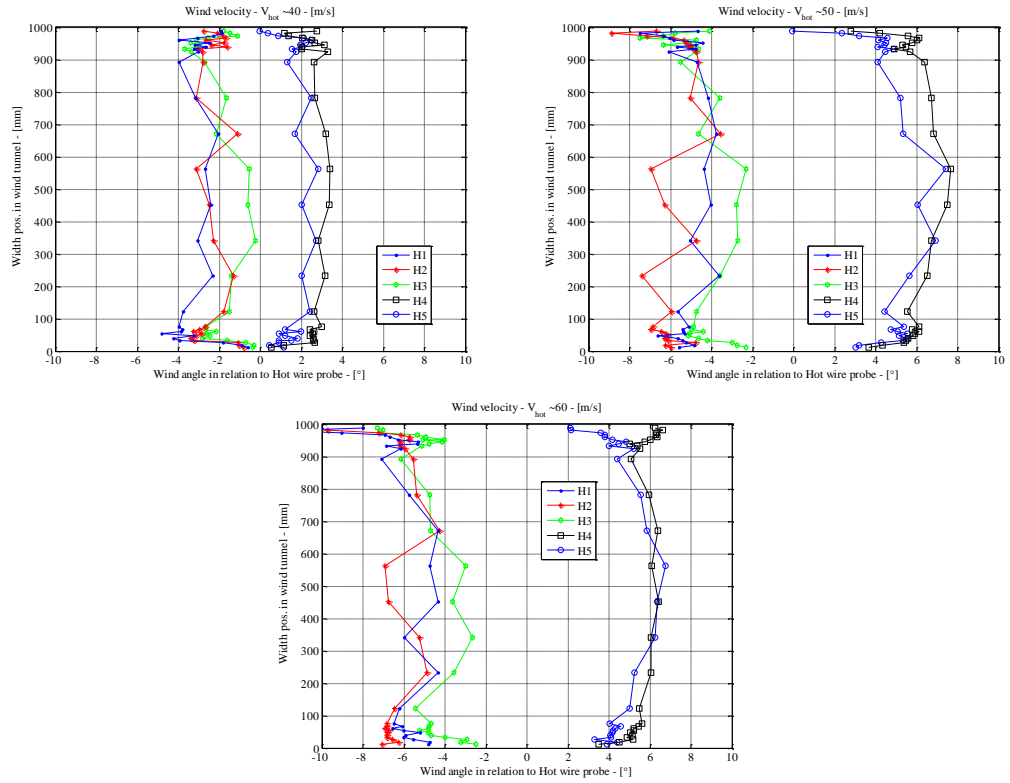 Wind velocity - V_hot ~40 - [m/s]
Width pos. in wind tunnel - [mm]
1000
900
800
700
600
500
400
300
200
100
0
H1
H2
H3
H4
H5
-10 -8 -6 -4 -2 0 2 4 6 8 10
Wind angle in relation to Hot wire probe - [°]
Wind velocity - V_hot ~50 - [m/s]
Width pos. in wind tunnel - [mm]
1000
900
800
700
600
500
400
300
200
100
0
H1
H2
H3
H4
H5
-10 -8 -6 -4 -2 0 2 4 6 8 10
Wind angle in relation to Hot wire probe - [°]
Wind velocity - V_hot ~60 - [m/s]
Width pos. in wind tunnel - [mm]
1000
900
800
700
600
500
400
300
200
100
0
H1
H2
H3
H4
H5
-10 -8 -6 -4 -2 0 2 4 6 8 10
Wind angle in relation to Hot wire probe - [°]